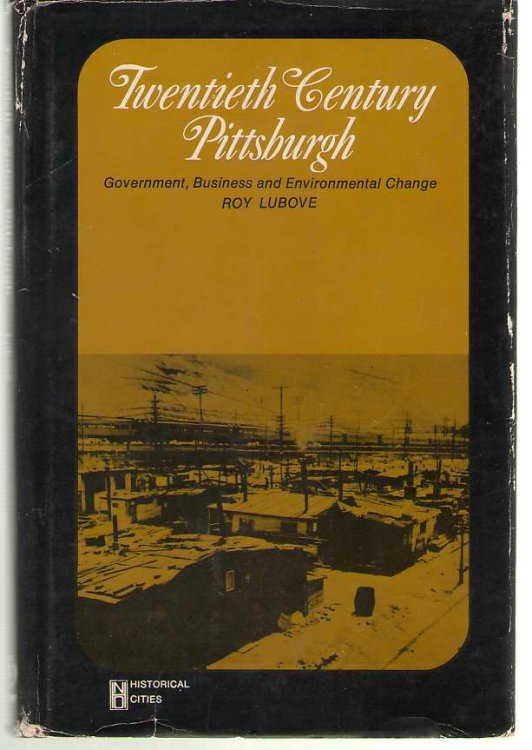 Twentieth Century
Pittsburgh
Government, Business and Environmental Change
ROY LUBOVE
HISTORICAL
CITIES